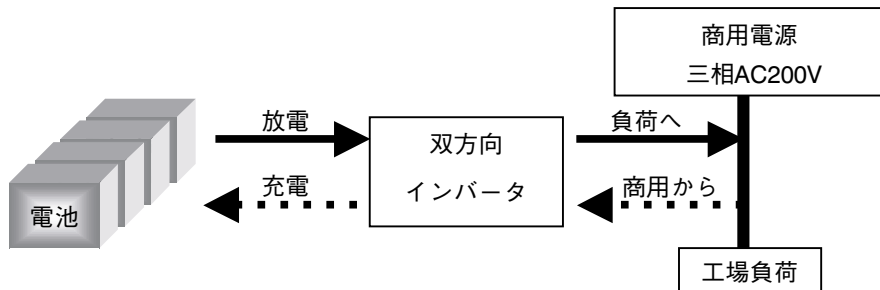 商用電源
三相AC200V
放電
負荷へ
双方向
インバータ
充電
商用から
電池
工場負荷